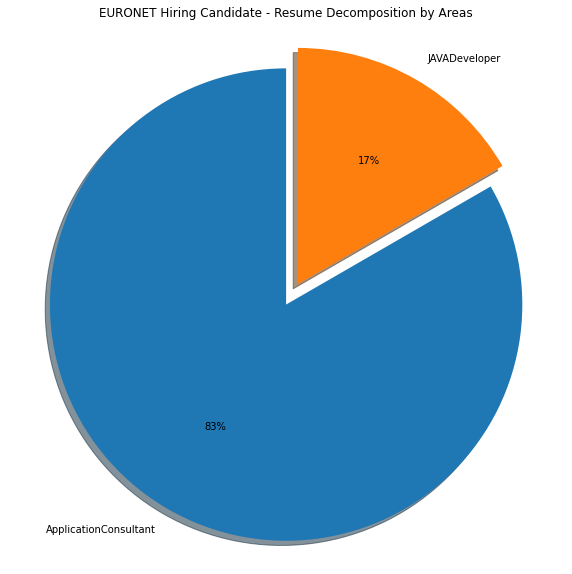 EURONET Hiring Candidate - Resume Decomposition by Areas
JAVADeveloper
17%
83%
ApplicationConsultant